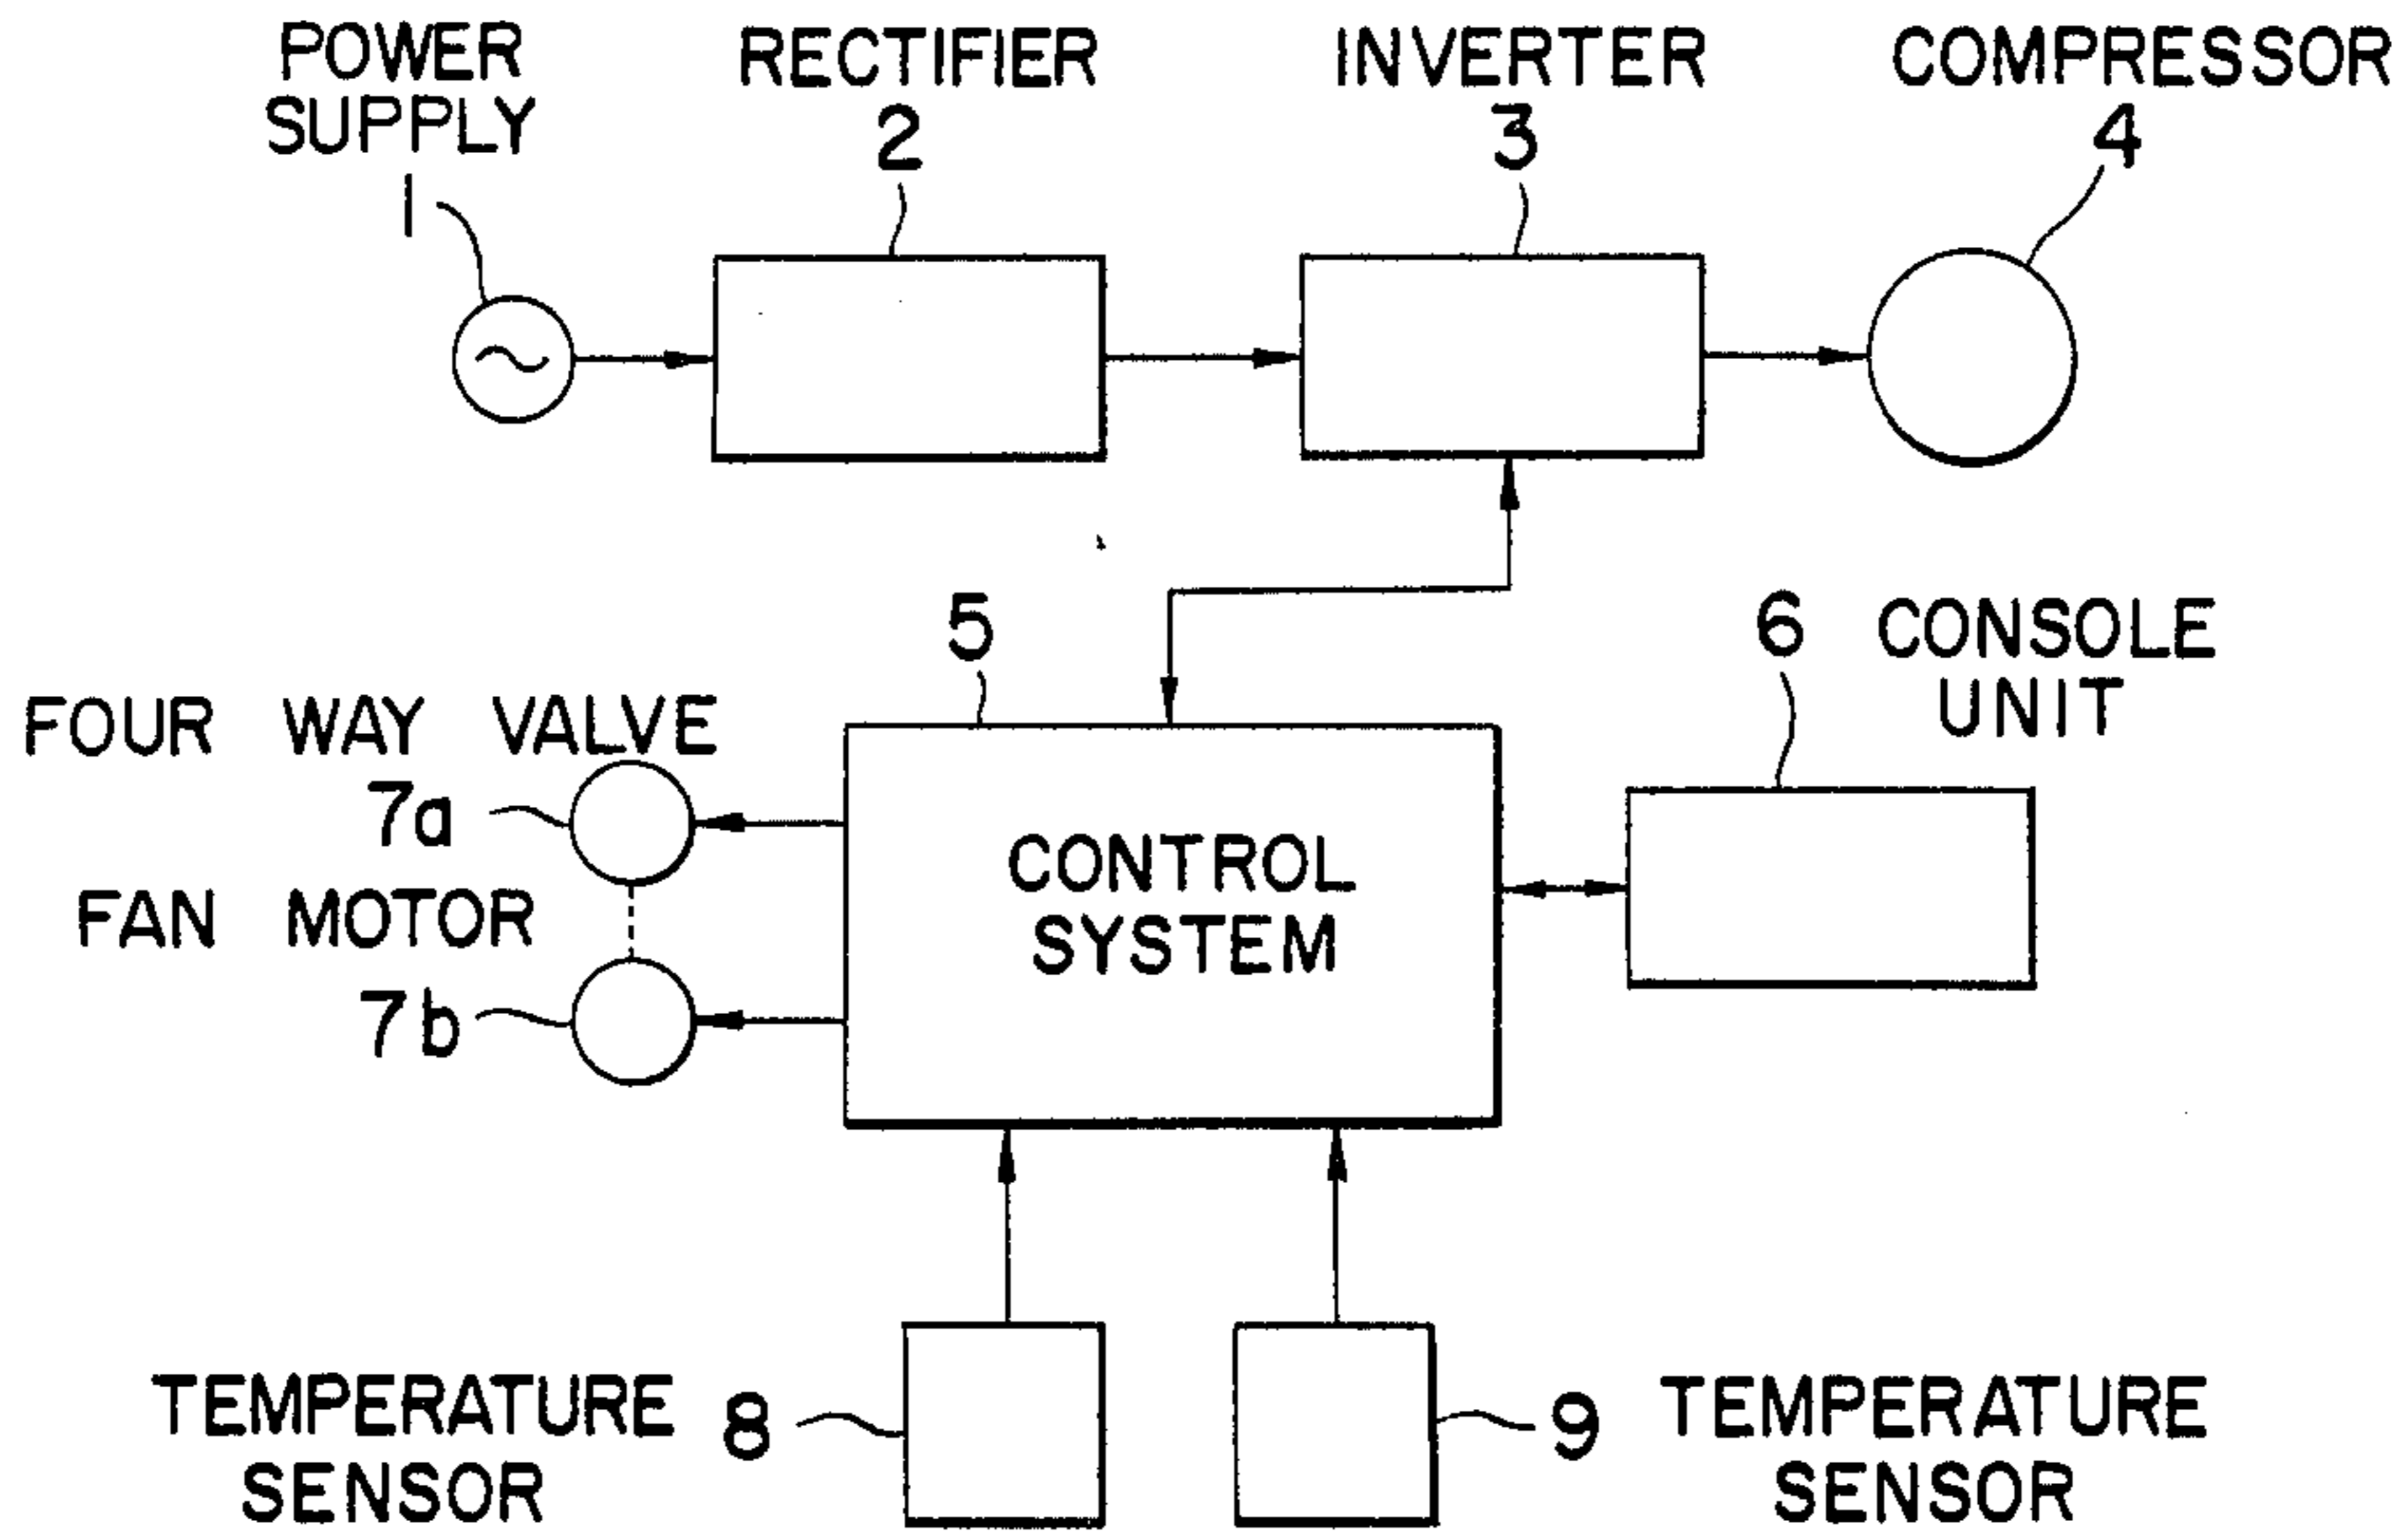 POWER
SUPPLY
1
RECTIFIER
2
INVERTER
3
COMPRESSOR
4
5
6 CONSOLE
UNIT
FOUR WAY VALVE
7a
FAN MOTOR
7b
CONTROL
SYSTEM
TEMPERATURE
SENSOR
8
9
TEMPERATURE
SENSOR